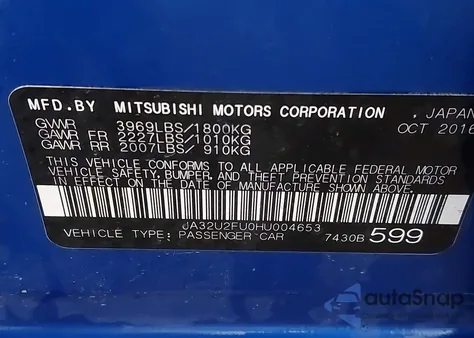 MFD. BY MITSUBISHI MOTORS CORPORATION . JAPAN
GVWR 3969LBS/1800KG OCT 2016
GAWR FR 2227LBS/1010KG
GAWR RR 2007LBS/910KG
THIS VEHICLE CONFORMS TO ALL APPLICABLE FEDERAL MOTOR
VEHICLE SAFETY, BUMPER, AND THEFT PREVENTION STANDARDS
IN EFFECT ON THE DATE OF MANUFACTURE SHOWN ABOVE.
JA32U2FU0HU004653
VEHICLE TYPE: PASSENGER CAR 7430B 599
autoSnap